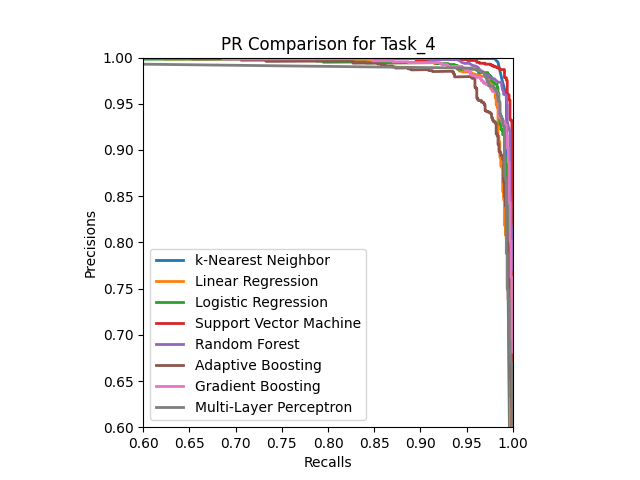 PR Comparison for Task_4
Precisions
1.00
0.95
0.90
0.85
0.80
0.75
0.70
0.65
0.60
k-Nearest Neighbor
Linear Regression
Logistic Regression
Support Vector Machine
Random Forest
Adaptive Boosting
Gradient Boosting
Multi-Layer Perceptron
0.60 0.65 0.70 0.75 0.80 0.85 0.90 0.95 1.00
Recalls